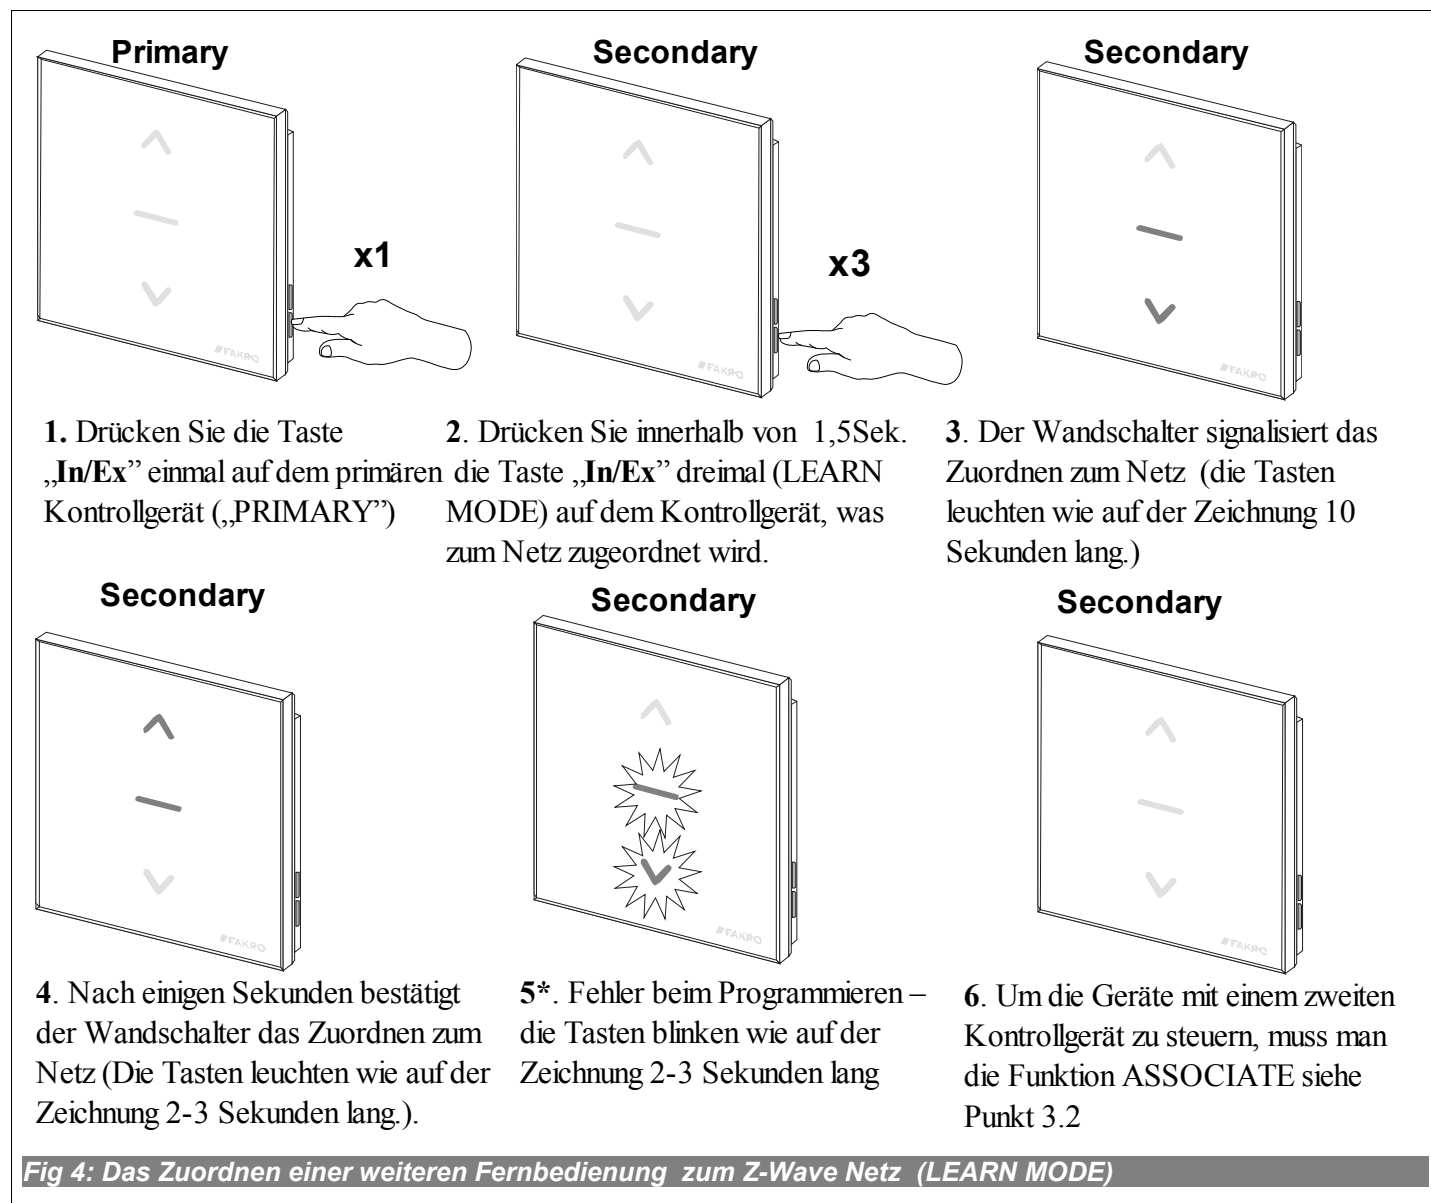 Primary
Secondary
Secondary
x1
x3
FAKRO
FAKRO
FAKRO
1. Drücken Sie die Taste
„In/Ex” einmal auf dem primären
Kontrollgerät („PRIMARY”)
2. Drücken Sie innerhalb von 1,5Sek.
die Taste „In/Ex” dreimal (LEARN
MODE) auf dem Kontrollgerät, was
zum Netz zugeordnet wird.
3. Der Wandschalter signalisiert das
Zuordnen zum Netz (die Tasten
leuchten wie auf der Zeichnung 10
Sekunden lang.)
Secondary
Secondary
Secondary
FAKRO
FAKRO
FAKRO
4. Nach einigen Sekunden bestätigt
der Wandschalter das Zuordnen zum
Netz (Die Tasten leuchten wie auf der
Zeichnung 2-3 Sekunden lang.).
5*. Fehler beim Programmieren –
die Tasten blinken wie auf der
Zeichnung 2-3 Sekunden lang
6. Um die Geräte mit einem zweiten
Kontrollgerät zu steuern, muss man
die Funktion ASSOCIATE siehe
Punkt 3.2
Fig 4: Das Zuordnen einer weiteren Fernbedienung zum Z-Wave Netz (LEARN MODE)